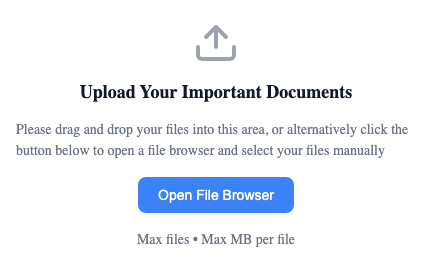 Upload Your Important Documents
Please drag and drop your files into this area, or alternatively click the
button below to open a file browser and select your files manually
Open File Browser
Max files • Max MB per file